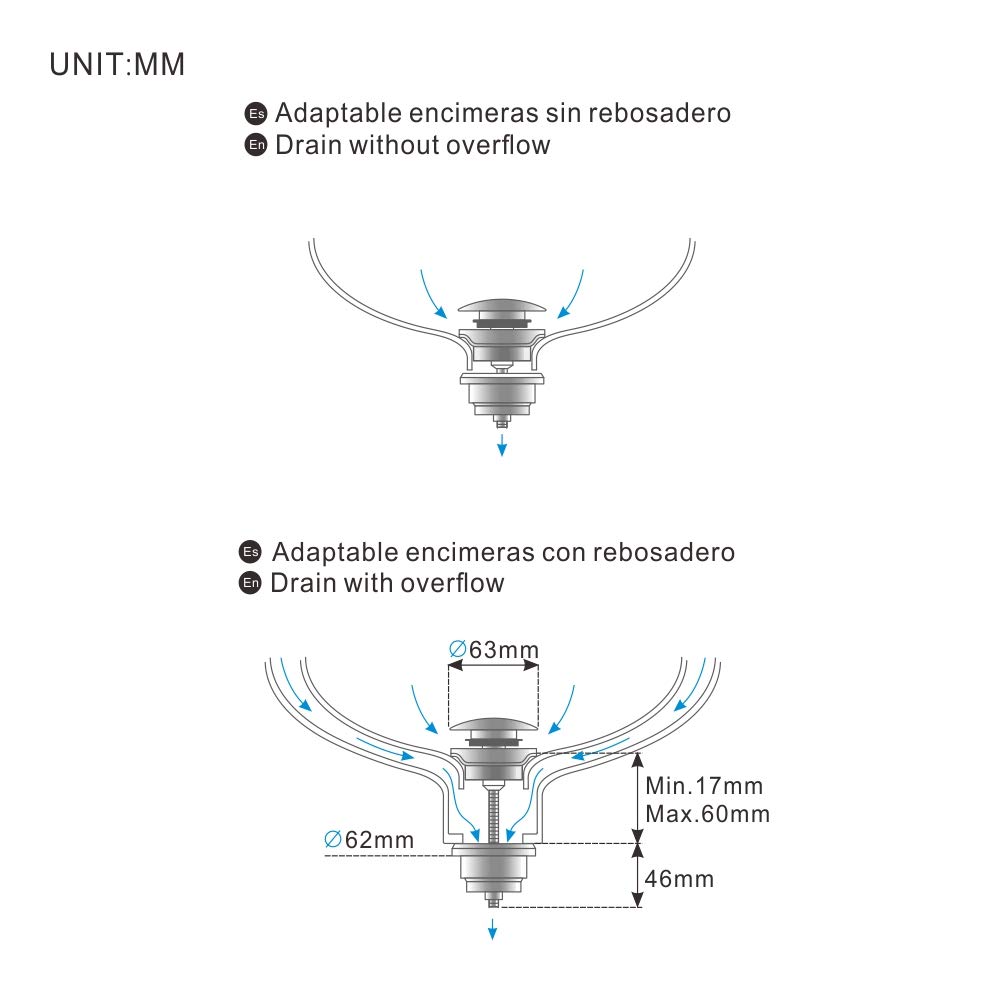 UNIT:MM
Es Adaptable encimeras sin rebosadero
En Drain without overflow
Es Adaptable encimeras con rebosadero
En Drain with overflow
∅63mm
Min.17mm
Max.60mm
∅62mm
46mm